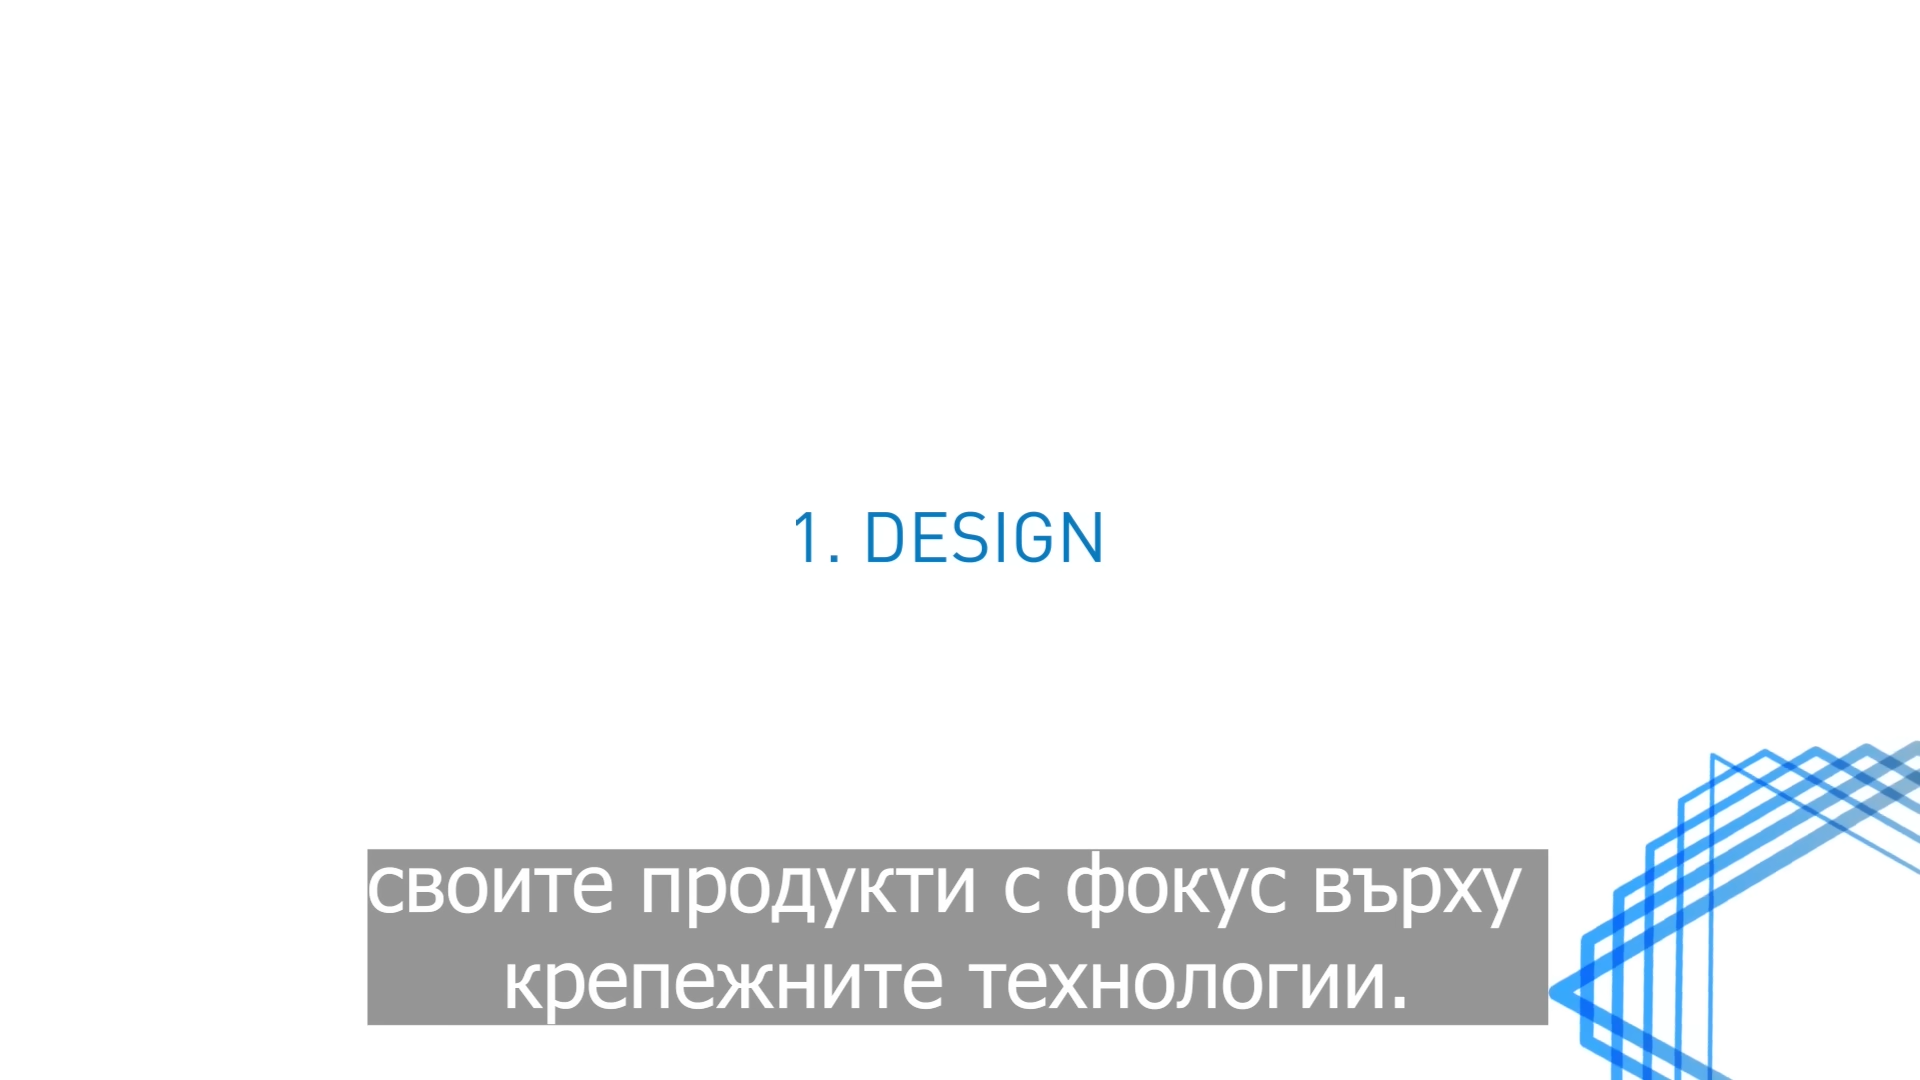 1. DESIGN
своите продукти с фокус върху
крепежните технологии.